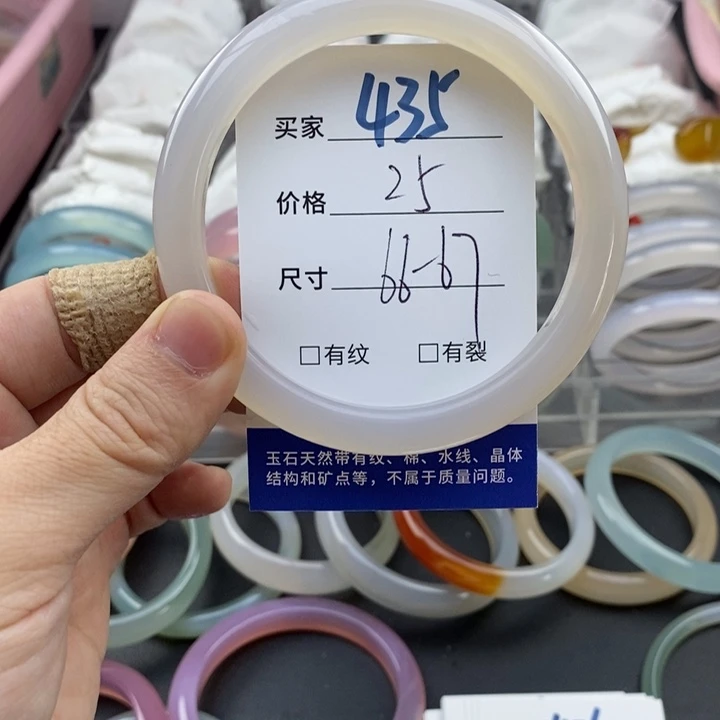 买家 435
价格 25
尺寸 66-67
□有纹 □有裂
玉石天然带有纹、棉、水线、晶体
结构和矿点等，不属于质量问题。